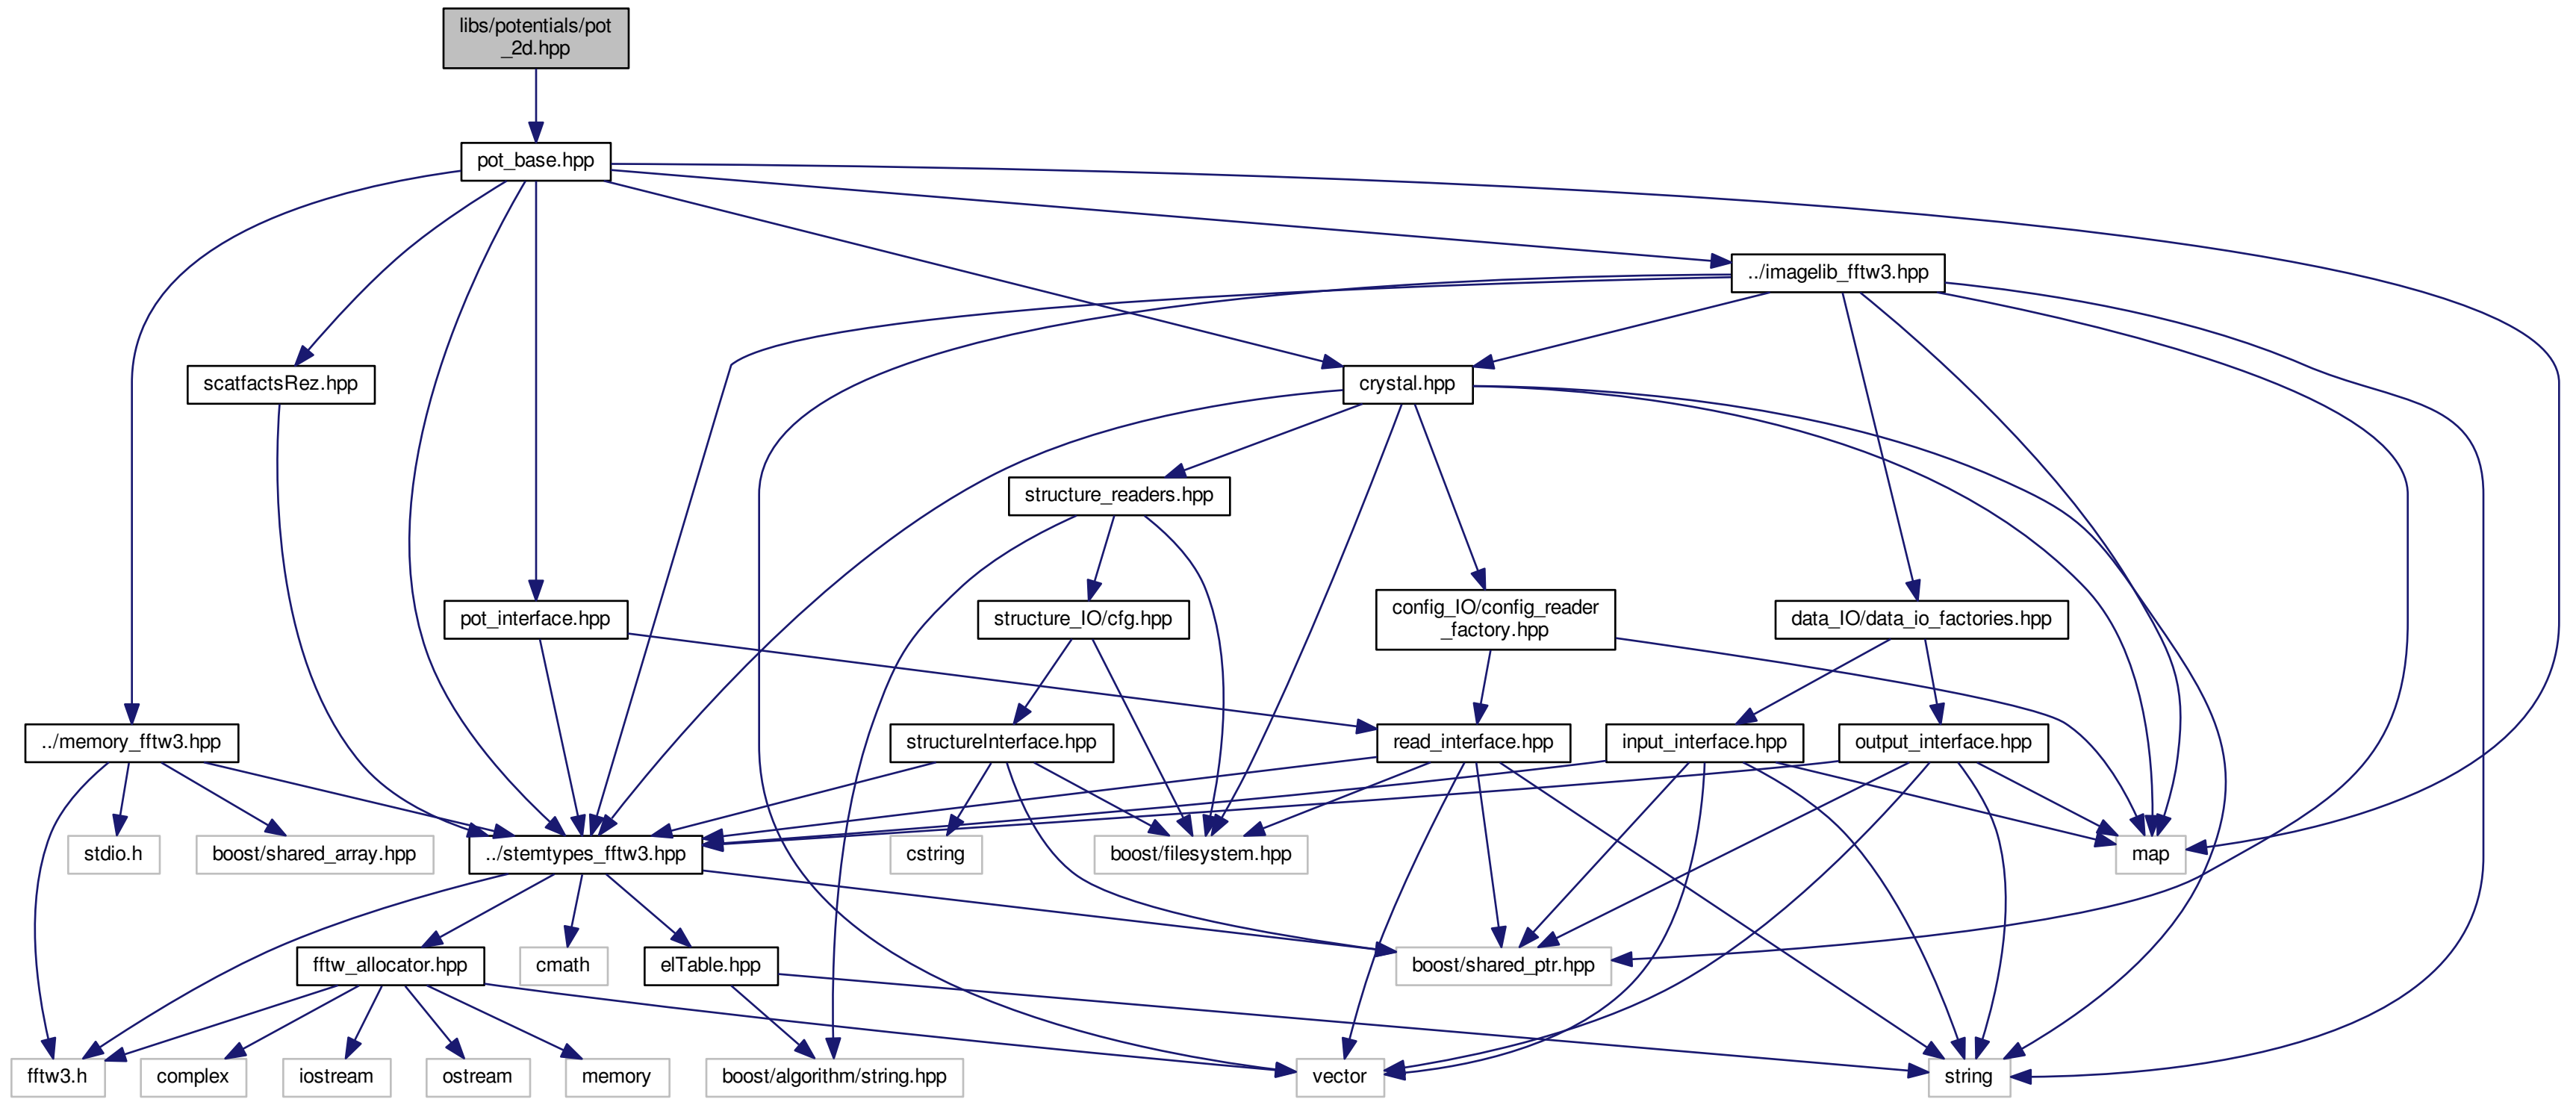 libs/potentials/pot
_2d.hpp
pot_base.hpp
../imagelib_fftw3.hpp
scatfactsRez.hpp
crystal.hpp
structure_readers.hpp
pot_interface.hpp
structure_IO/cfg.hpp
config_IO/config_reader
_factory.hpp
data_IO/data_io_factories.hpp
../memory_fftw3.hpp
structureInterface.hpp
read_interface.hpp
input_interface.hpp
output_interface.hpp
stdio.h
boost/shared_array.hpp
../stemtypes_fftw3.hpp
cstring
boost/filesystem.hpp
map
fftw_allocator.hpp
cmath
elTable.hpp
boost/shared_ptr.hpp
fftw3.h
complex
iostream
ostream
memory
boost/algorithm/string.hpp
vector
string